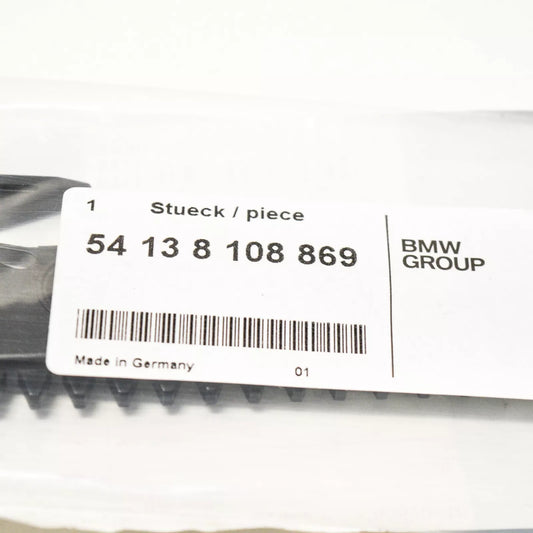 1 Stueck / piece
54 13 8 108 869
BMW
GROUP
Made in Germany 01